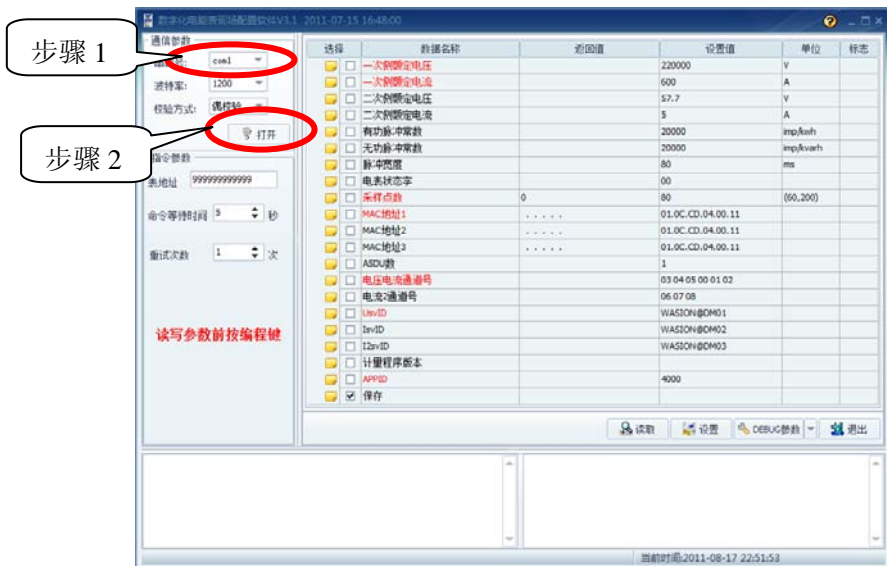 数字化电能表现场配置软件V3.1 2011-07-15 16:48:00
步骤 1
步骤 2
通信参数
com1
波特率: 1200
校验方式: 偶校验
打开
指令参数
表地址 999999999999
命令等待时间 5 秒
重试次数 1 次
读写参数前按编程键
选择 数据名称 返回值 设置值 单位 标志
一次侧额定电压 220000 V
一次侧额定电流 600 A
二次侧额定电压 57.7 V
二次侧额定电流 5 A
有功脉冲常数 20000 imp/kwh
无功脉冲常数 20000 imp/kvarh
脉冲宽度 80 ms
电表状态字 00
采样点数 0 80 (60,200)
MAC地址1 . . . . . 01.0C.CD.04.00.11
MAC地址2 . . . . . 01.0C.CD.04.00.11
MAC地址3 . . . . . 01.0C.CD.04.00.11
ASDU数 1
电压电流通道号 03 04 05 00 01 02
电流2通道号 06 07 08
UsvID WASION@DM01
IsvID WASION@DM02
I2svID WASION@DM03
计量程序版本
APPID 4000
保存
读取 设置 DEBUG参数 退出
当前时间:2011-08-17 22:51:53